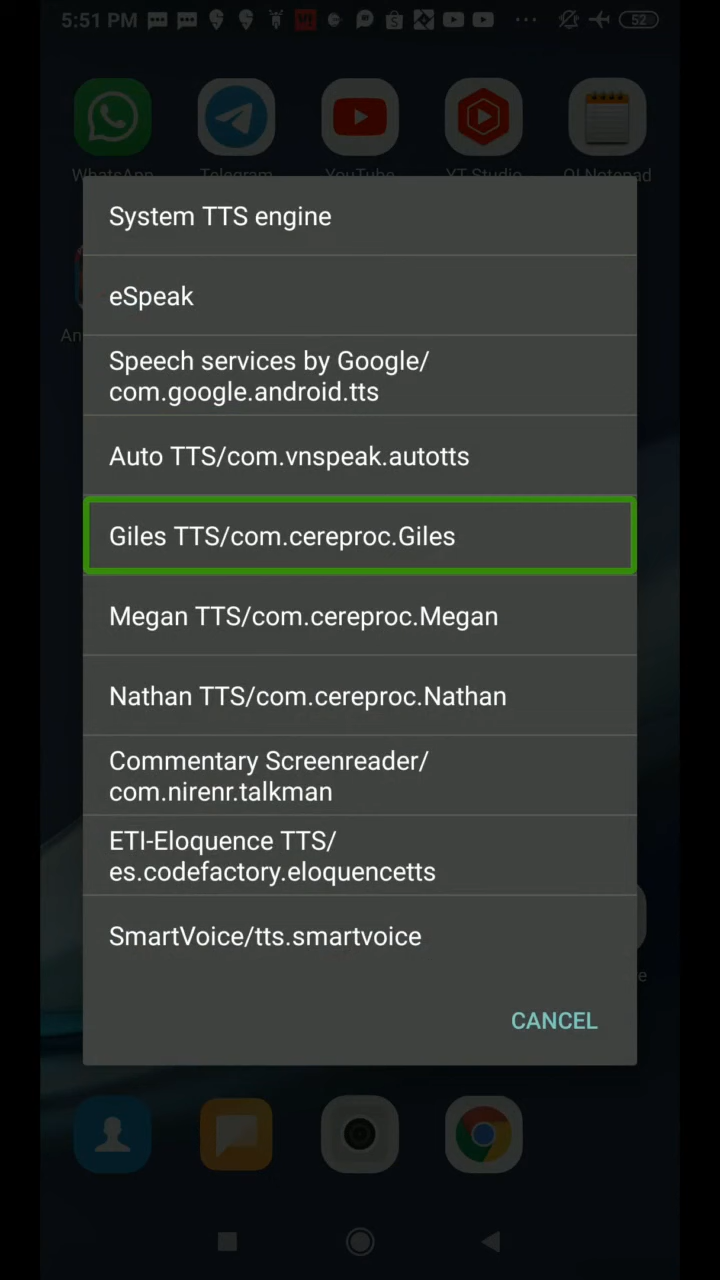 5:51 PM
52
WhatsApp
Telegram
YouTube
YT Studio
System TTS engine
eSpeak
Speech services by Google/
com.google.android.tts
Auto TTS/com.vnspeak.autotts
Giles TTS/com.cereproc.Giles
Megan TTS/com.cereproc.Megan
Nathan TTS/com.cereproc.Nathan
Commentary Screenreader/
com.nirenr.talkman
ETI-Eloquence TTS/
es.codefactory.eloquencetts
SmartVoice/tts.smartvoice
CANCEL